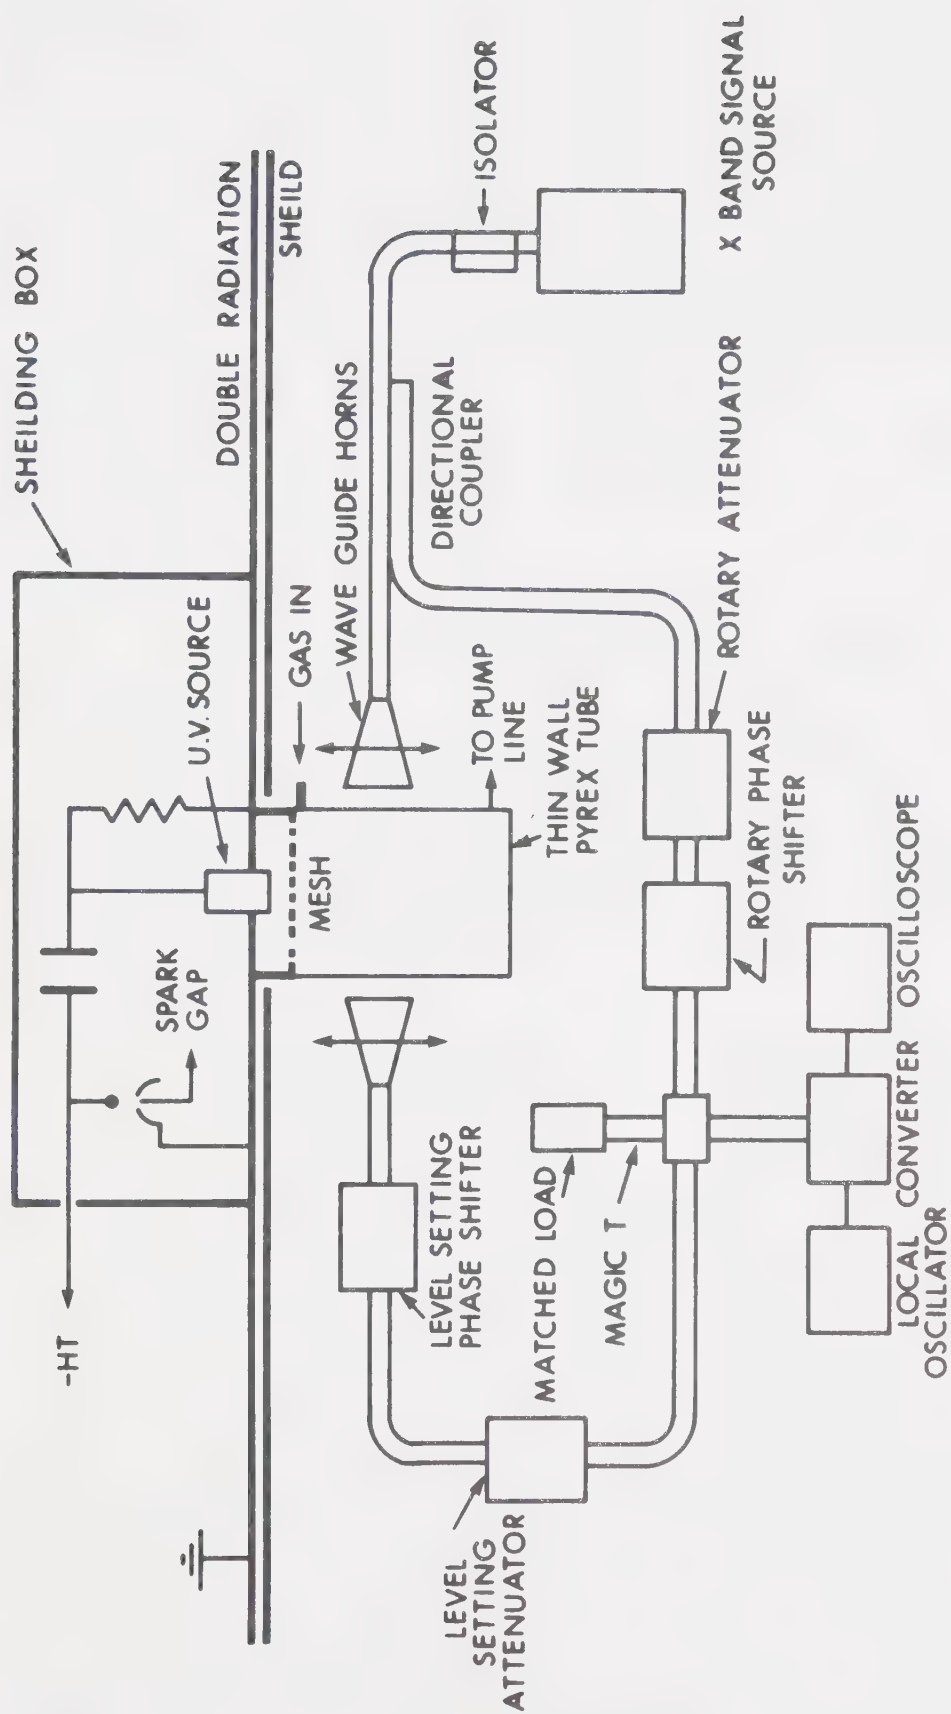 SHEILDING BOX
DOUBLE RADIATION
SHEILD
U.V. SOURCE
GAS IN
SPARK
GAP
-HT
MESH
WAVE GUIDE HORNS
ISOLATOR
X BAND SIGNAL
SOURCE
DIRECTIONAL
COUPLER
TO PUMP
LINE
THIN WALL
PYREX TUBE
LEVEL SETTING
PHASE SHIFTER
LEVEL
SETTING
ATTENUATOR
MATCHED LOAD
MAGIC T
ROTARY ATTENUATOR
ROTARY PHASE
SHIFTER
LOCAL
OSCILLATOR
CONVERTER
OSCILLOSCOPE